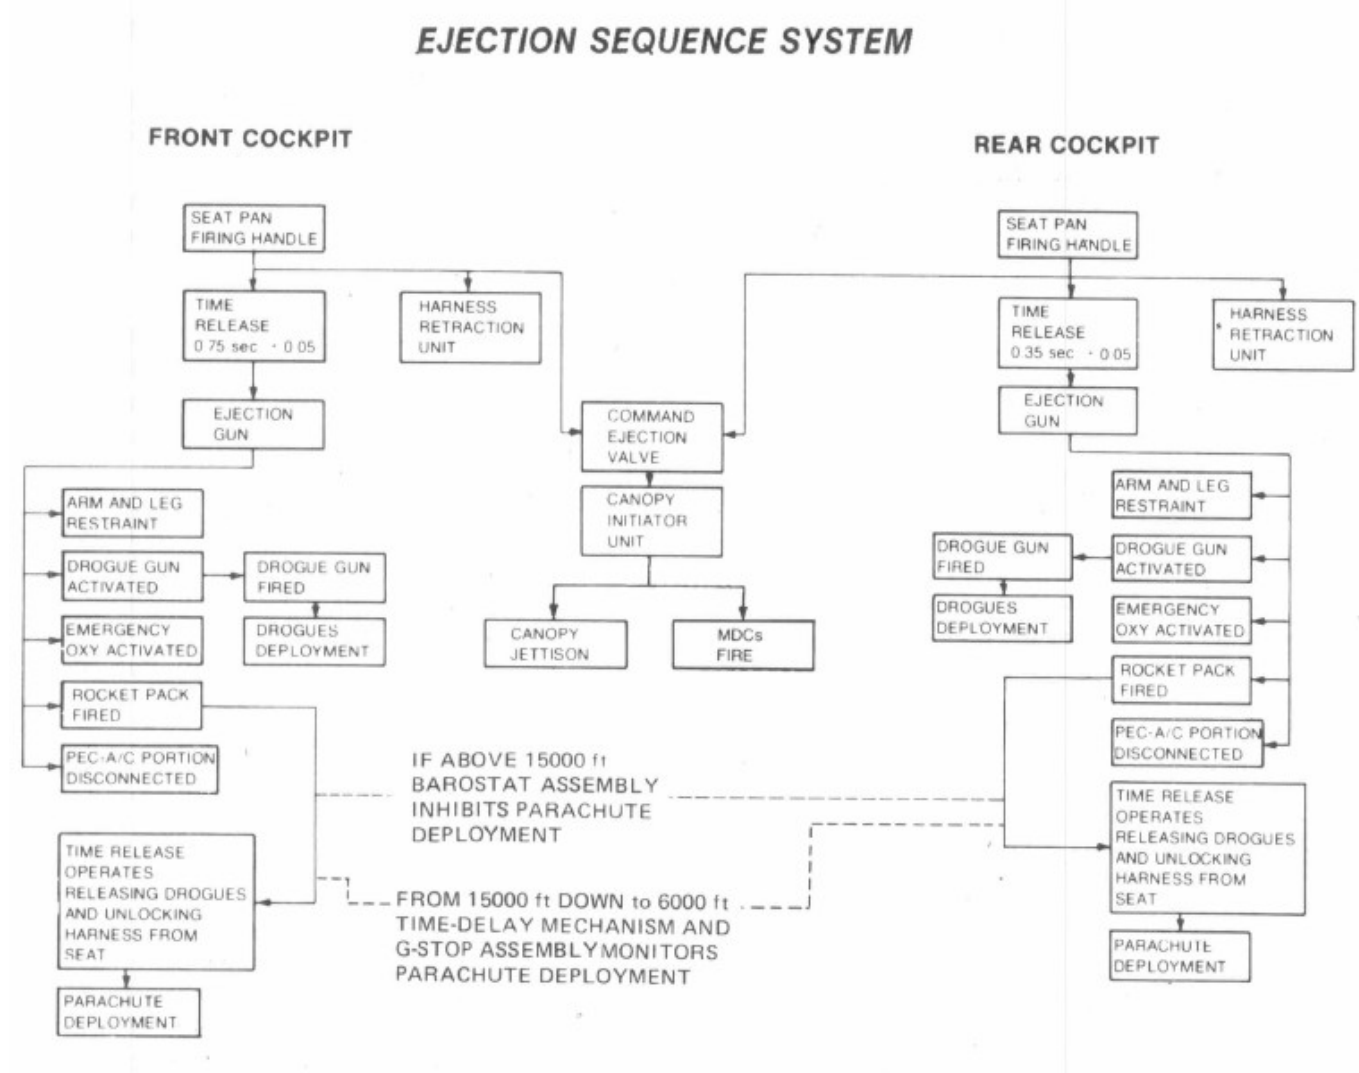 EJECTION SEQUENCE SYSTEM
FRONT COCKPIT
SEAT PAN
FIRING HANDLE
TIME
RELEASE
0 75 sec · 0 05
HARNESS
RETRACTION
UNIT
EJECTION
GUN
ARM AND LEG
RESTRAINT
DROGUE GUN
ACTIVATED
DROGUE GUN
FIRED
EMERGENCY
OXY ACTIVATED
DROGUES
DEPLOYMENT
ROCKET PACK
FIRED
PEC-A/C PORTION
DISCONNECTED
TIME RELEASE
OPERATES
RELEASING DROGUES
AND UNLOCKING
HARNESS FROM
SEAT
PARACHUTE
DEPLOYMENT
COMMAND
EJECTION
VALVE
CANOPY
INITIATOR
UNIT
CANOPY
JETTISON
MDCs
FIRE
IF ABOVE 15000 ft
BAROSTAT ASSEMBLY
INHIBITS PARACHUTE
DEPLOYMENT
FROM 15000 ft DOWN to 6000 ft
TIME-DELAY MECHANISM AND
G-STOP ASSEMBLY MONITORS
PARACHUTE DEPLOYMENT
REAR COCKPIT
SEAT PAN
FIRING HANDLE
TIME
RELEASE
0 35 sec · 0 05
HARNESS
* RETRACTION
UNIT
EJECTION
GUN
ARM AND LEG
RESTRAINT
DROGUE GUN
FIRED
DROGUE GUN
ACTIVATED
DROGUES
DEPLOYMENT
EMERGENCY
OXY ACTIVATED
ROCKET PACK
FIRED
PEC-A/C PORTION
DISCONNECTED
TIME RELEASE
OPERATES
RELEASING DROGUES
AND UNLOCKING
HARNESS FROM
SEAT
PARACHUTE
DEPLOYMENT